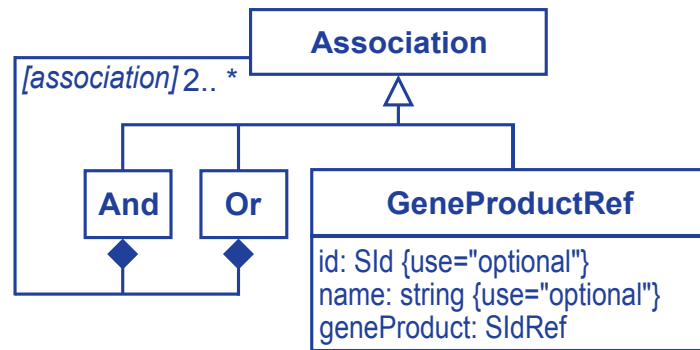 Association
[association] 2.. *
And
Or
GeneProductRef
id: SId {use="optional"}
name: string {use="optional"}
geneProduct: SIdRef